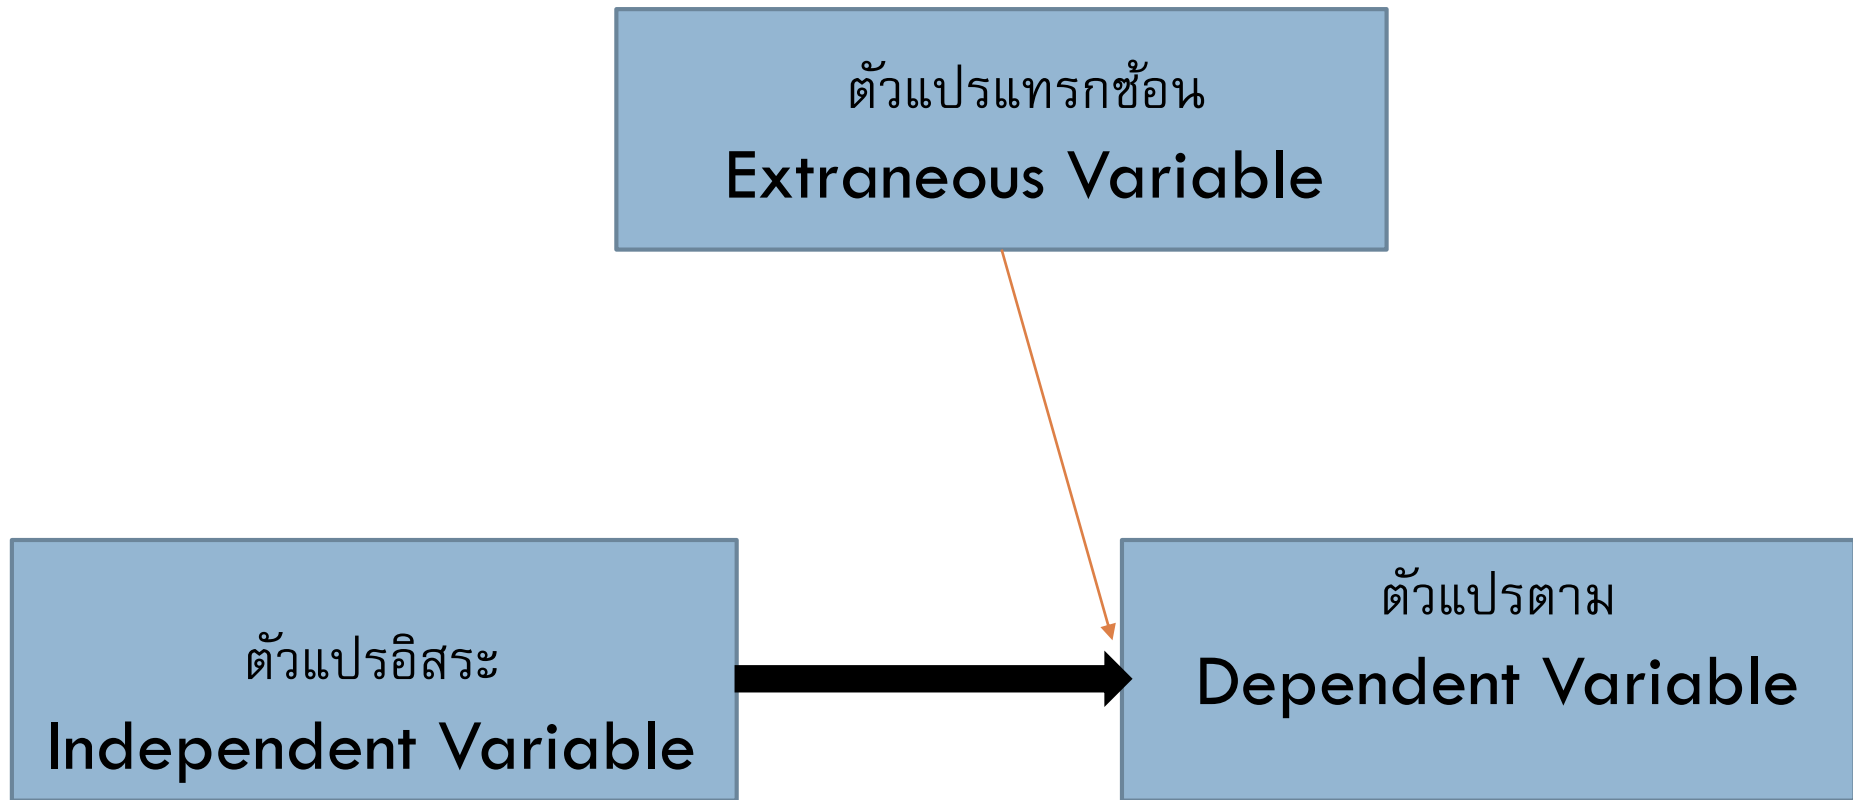 ตัวแปรแทรกซ้อน
Extraneous Variable
ตัวแปรอิสระ
Independent Variable
ตัวแปรตาม
Dependent Variable